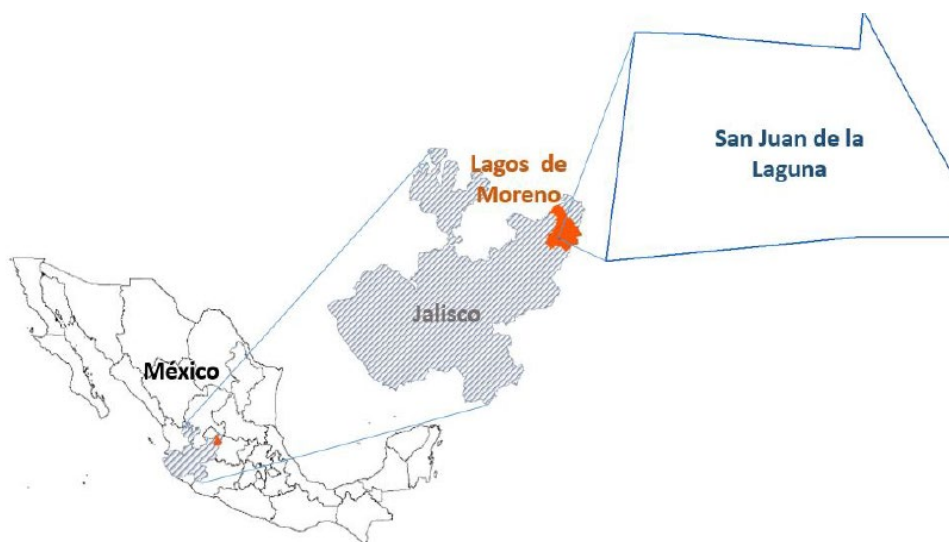 San Juan de la
Laguna
Lagos de
Moreno
Jalisco
México